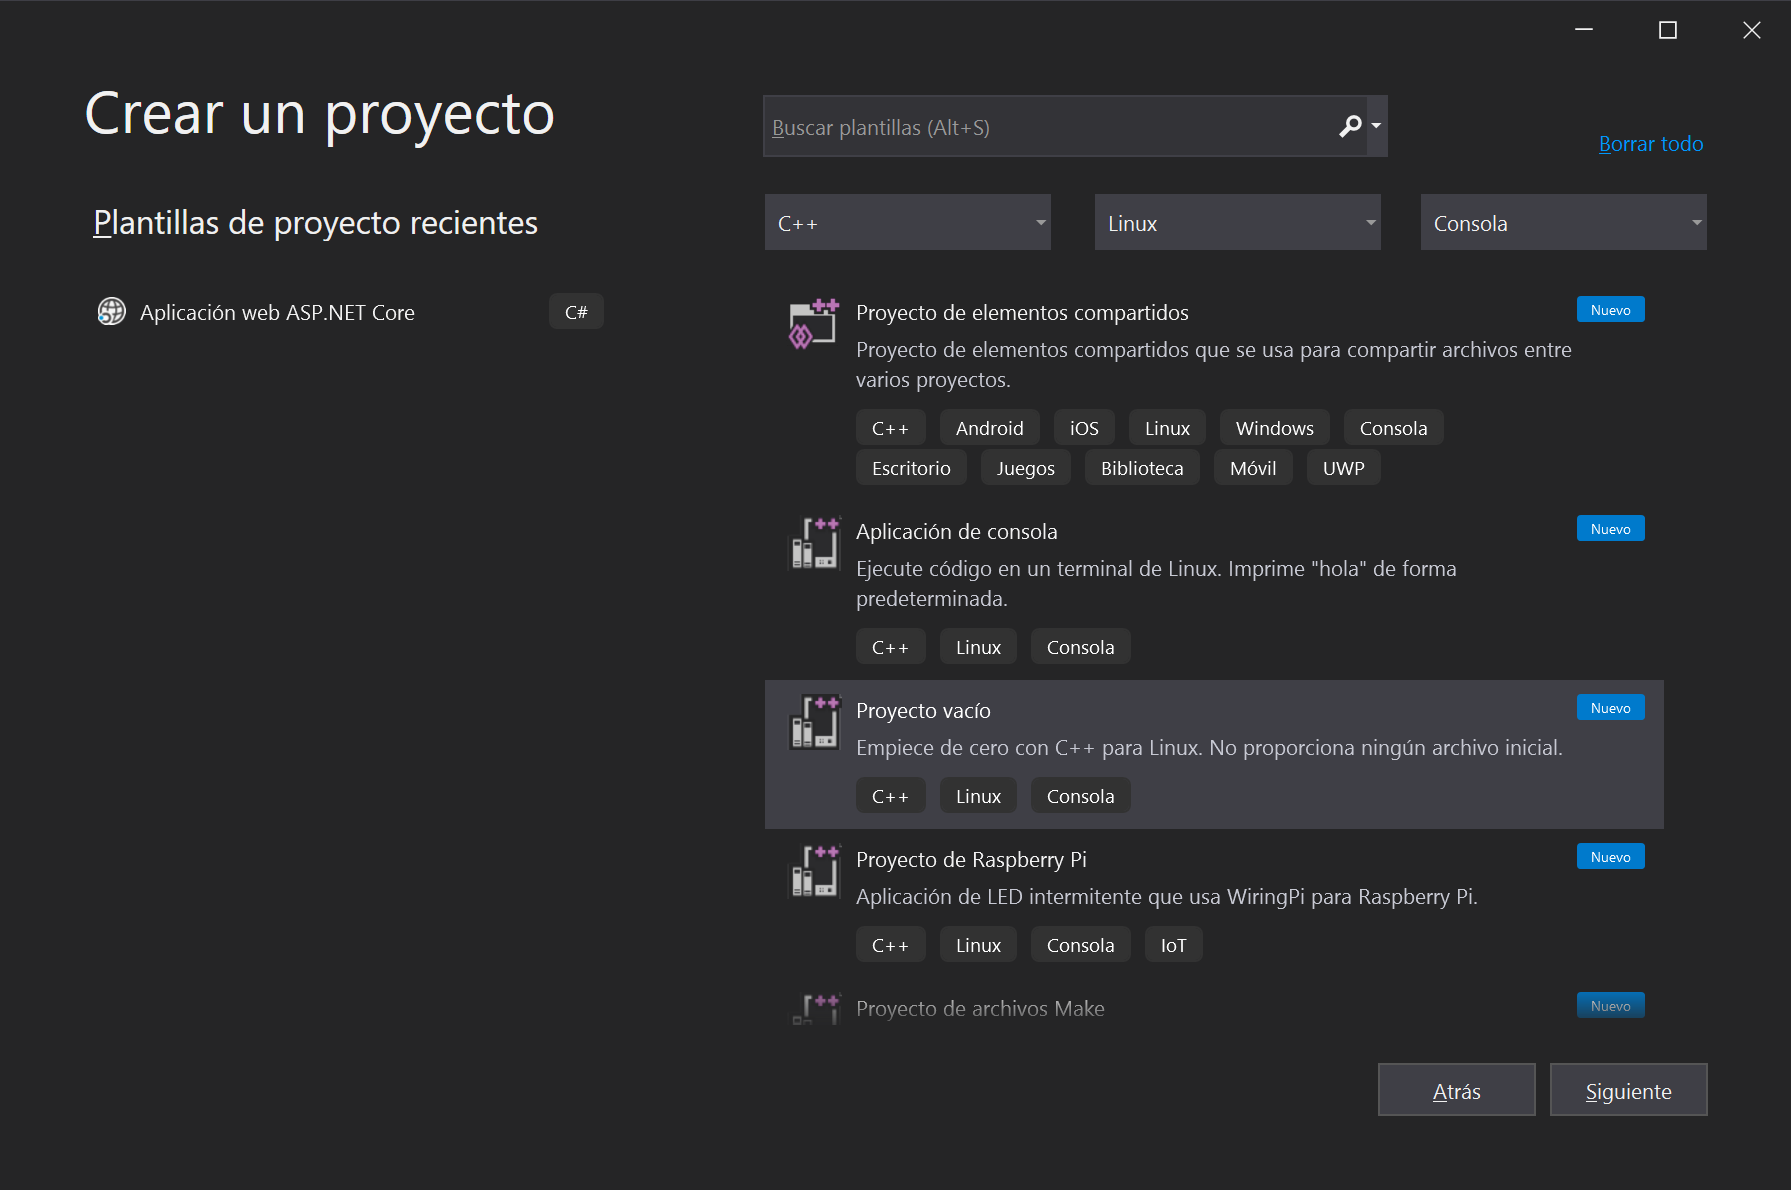 Crear un proyecto
Buscar plantillas (Alt+S)
Borrar todo
Plantillas de proyecto recientes
C++
Linux
Consola
Aplicación web ASP.NET Core
C#
Proyecto de elementos compartidos
Nuevo
Proyecto de elementos compartidos que se usa para compartir archivos entre
varios proyectos.
C++ Android iOS Linux Windows Consola
Escritorio Juegos Biblioteca Móvil UWP
Aplicación de consola
Nuevo
Ejecute código en un terminal de Linux. Imprime "hola" de forma
predeterminada.
C++ Linux Consola
Proyecto vacío
Nuevo
Empiece de cero con C++ para Linux. No proporciona ningún archivo inicial.
C++ Linux Consola
Proyecto de Raspberry Pi
Nuevo
Aplicación de LED intermitente que usa WiringPi para Raspberry Pi.
C++ Linux Consola IoT
Proyecto de archivos Make
Nuevo
Atrás
Siguiente